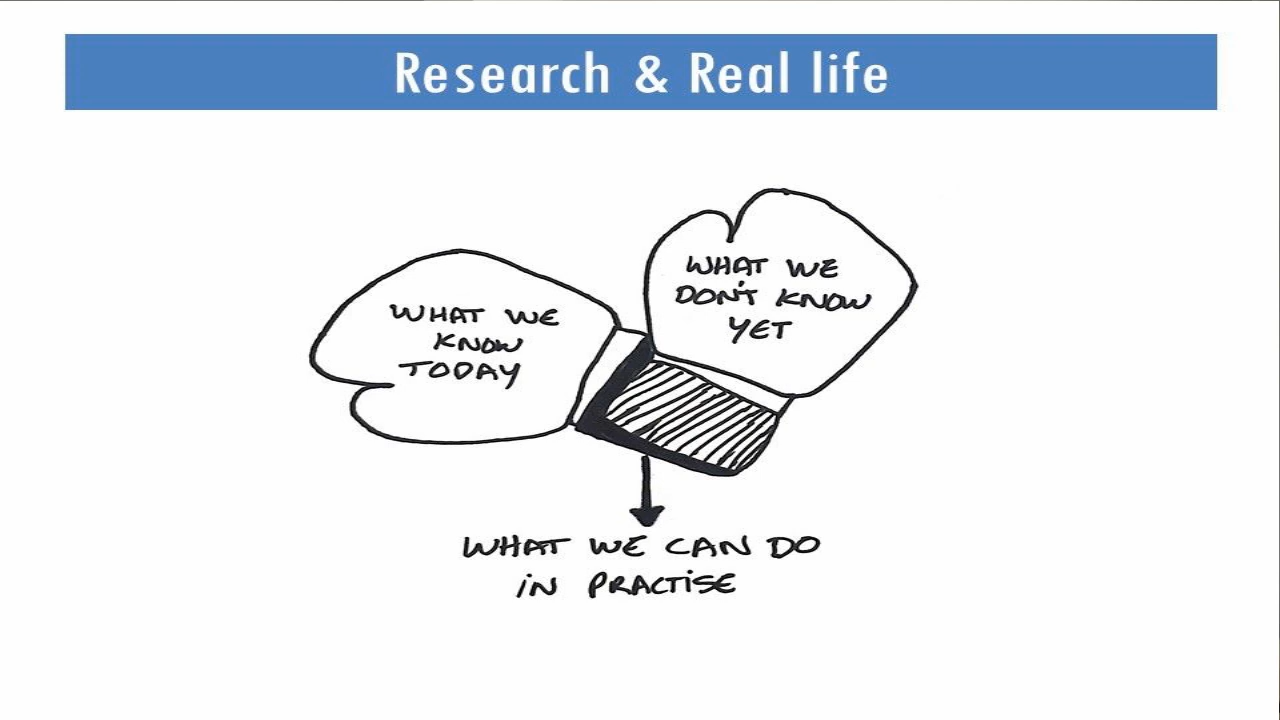 Research & Real life
WHAT WE
KNOW
TODAY
WHAT WE
DON'T KNOW
YET
WHAT WE CAN DO
IN PRACTISE